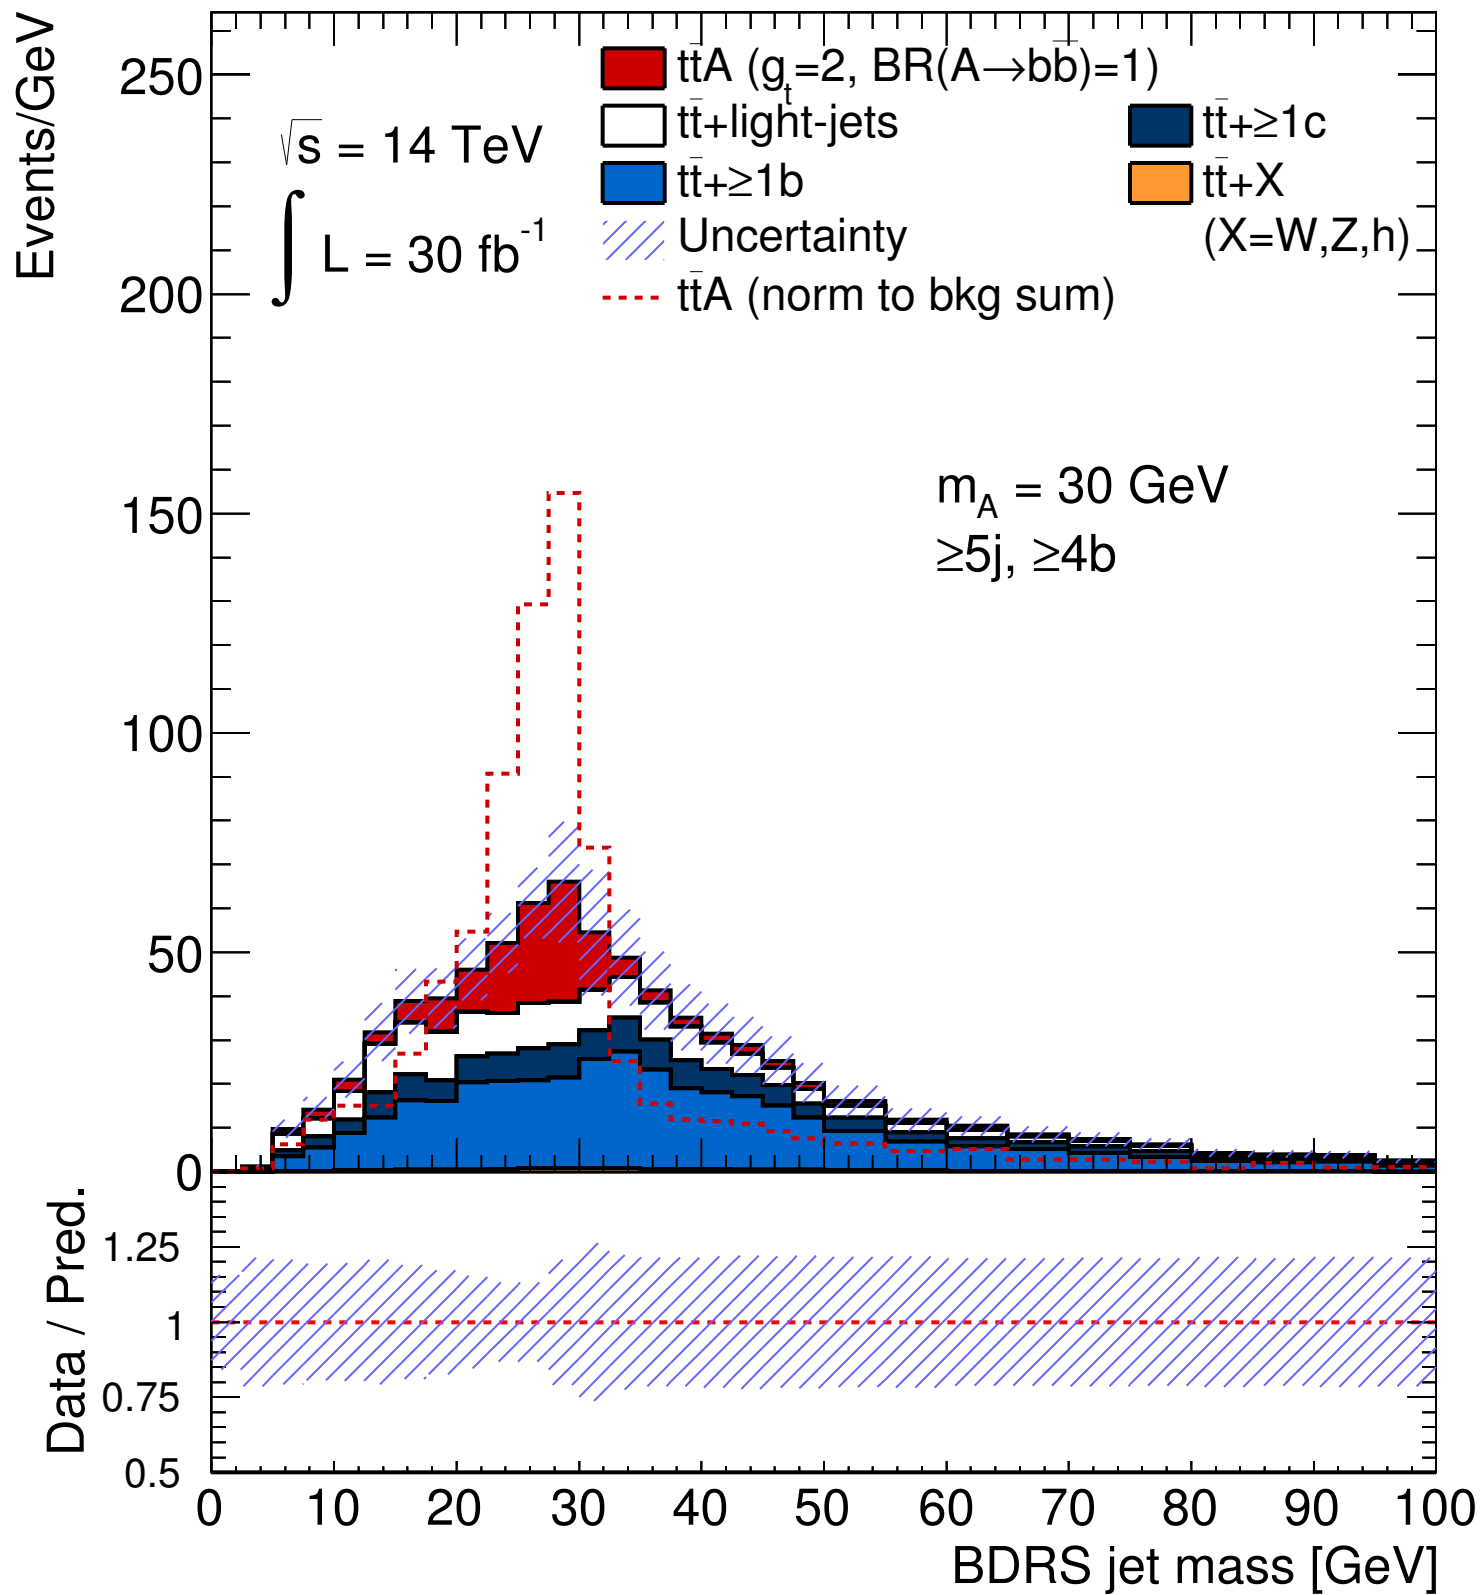 Events/GeV
250
200
150
100
50
0
√s = 14 TeV
∫ L = 30 fb⁻¹
tt̄A (gₜ=2, BR(A→bb̄)=1)
tt̄+light-jets
tt̄+≥1c
tt̄+≥1b
tt̄+X
Uncertainty
(X=W,Z,h)
tt̄A (norm to bkg sum)
m_A = 30 GeV
≥5j, ≥4b
Data / Pred.
1.25
1
0.75
0.5
0 10 20 30 40 50 60 70 80 90 100
BDRS jet mass [GeV]